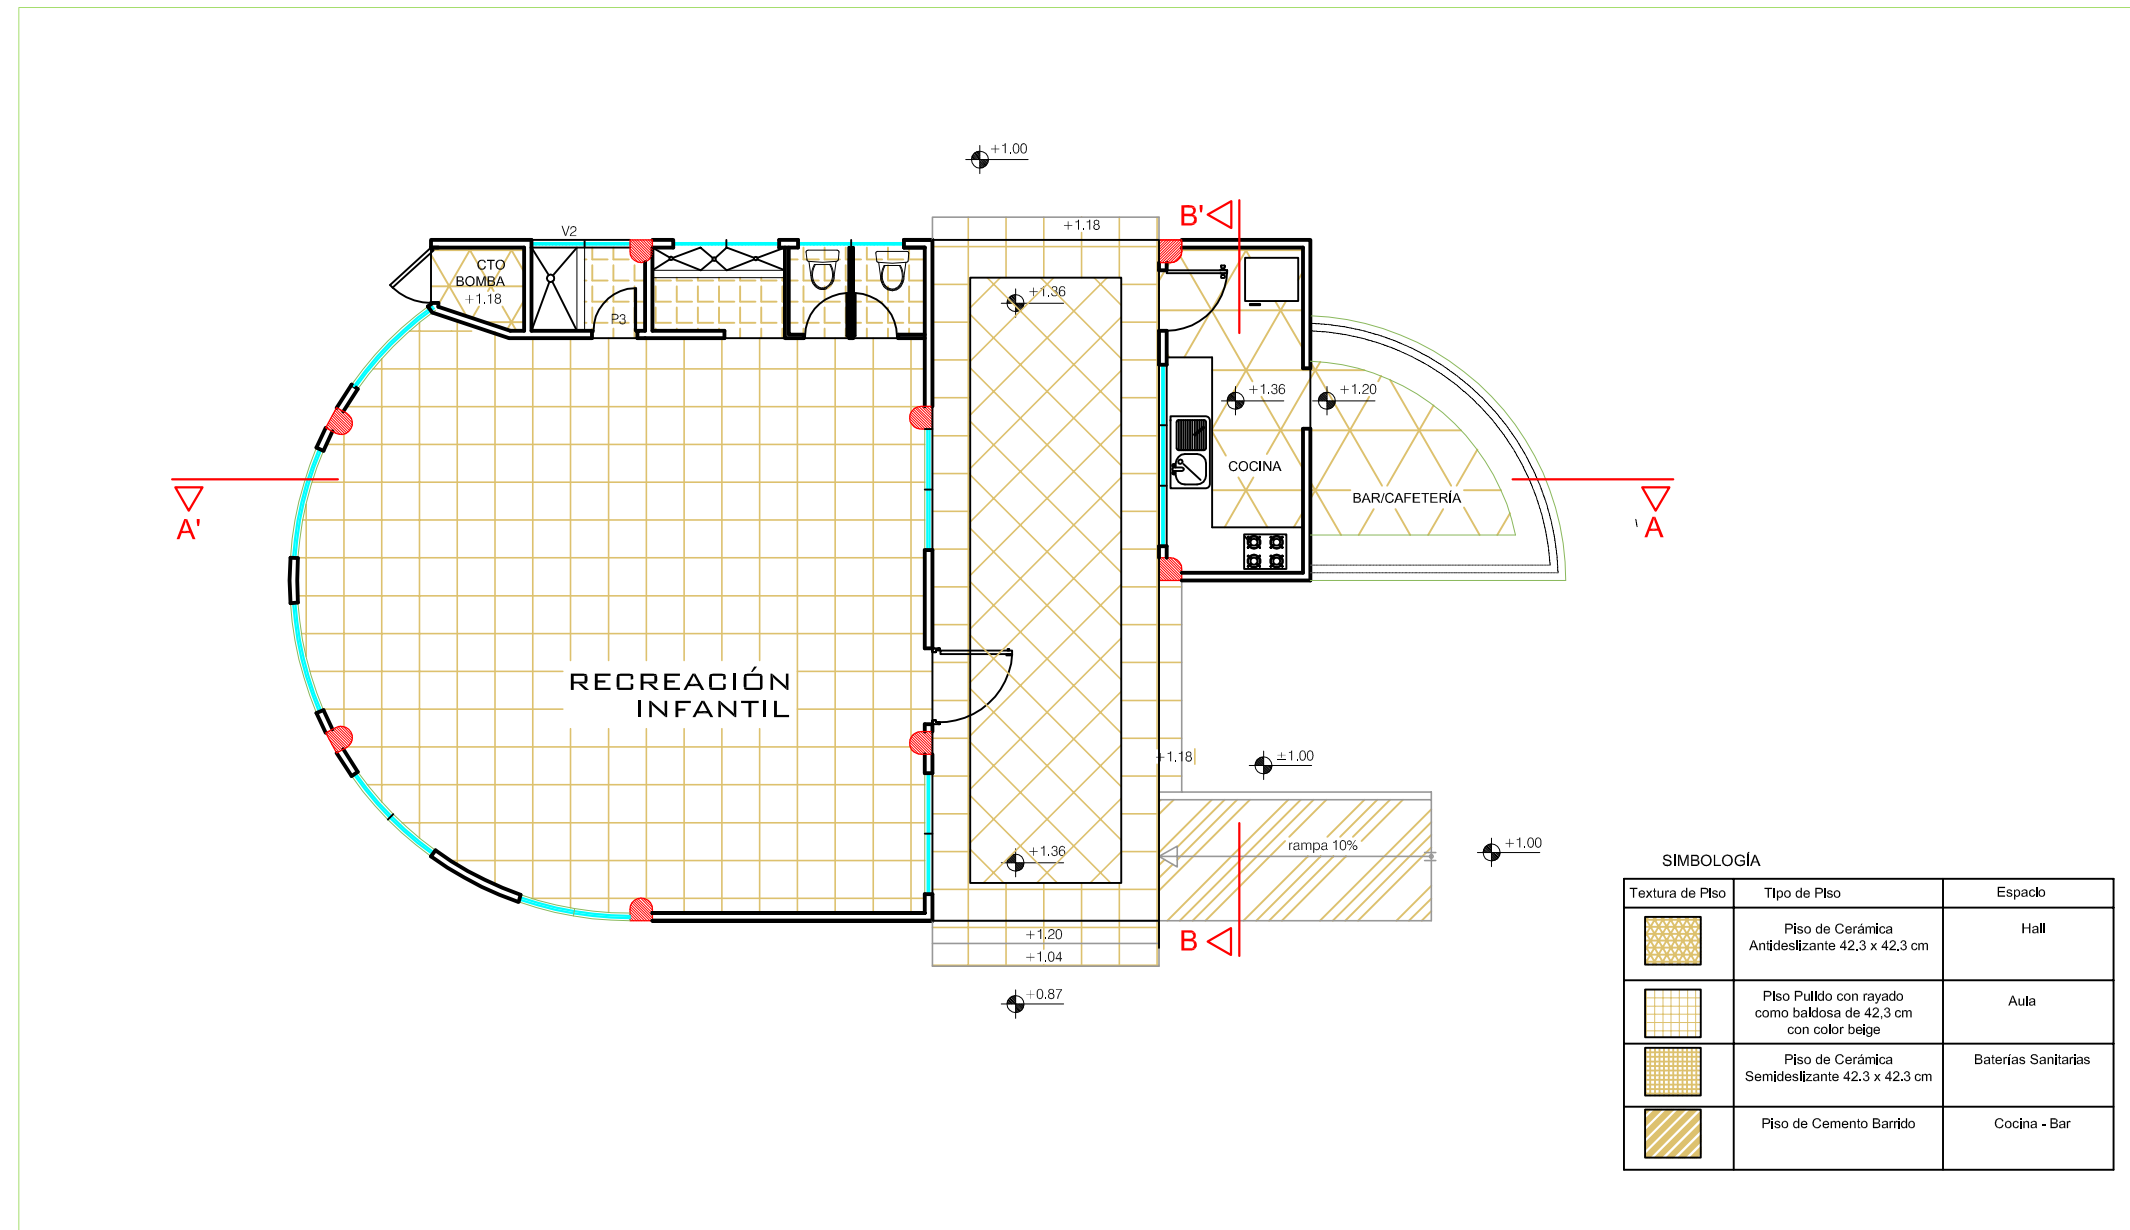 +1.00
B'
+1.18
V2
CTO
BOMBA
+1.18
P3
+1.36
+1.36
+1.20
COCINA
BAR/CAFETERÍA
A'
A
RECREACIÓN
INFANTIL
+1.18
±1.00
rampa 10%
+1.36
+1.00
B
+1.20
+1.04
+0.87
SIMBOLOGÍA
Textura de Piso Tipo de Piso Espacio
Piso de Cerámica
Antideslizante 42.3 x 42.3 cm
Hall
Piso Pulido con rayado
como baldosa de 42,3 cm
con color beige
Aula
Piso de Cerámica
Semideslizante 42.3 x 42.3 cm
Baterías Sanitarias
Piso de Cemento Barrido
Cocina - Bar